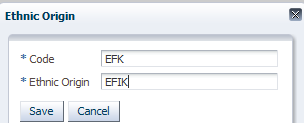 Ethnic Origin
* Code EFK
* Ethnic Origin EFIK
Save Cancel